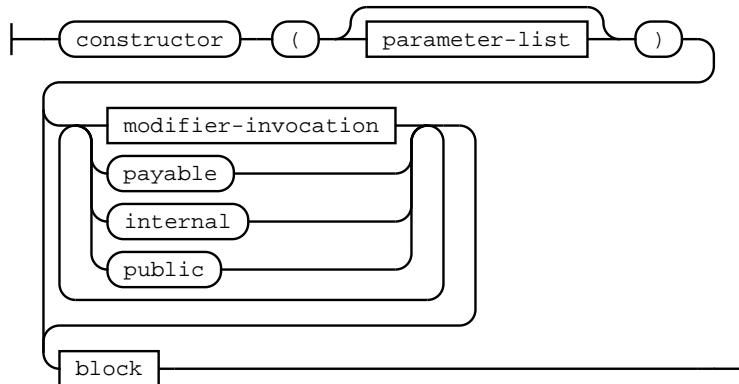 constructor ( parameter-list )
modifier-invocation
payable
internal
public
block